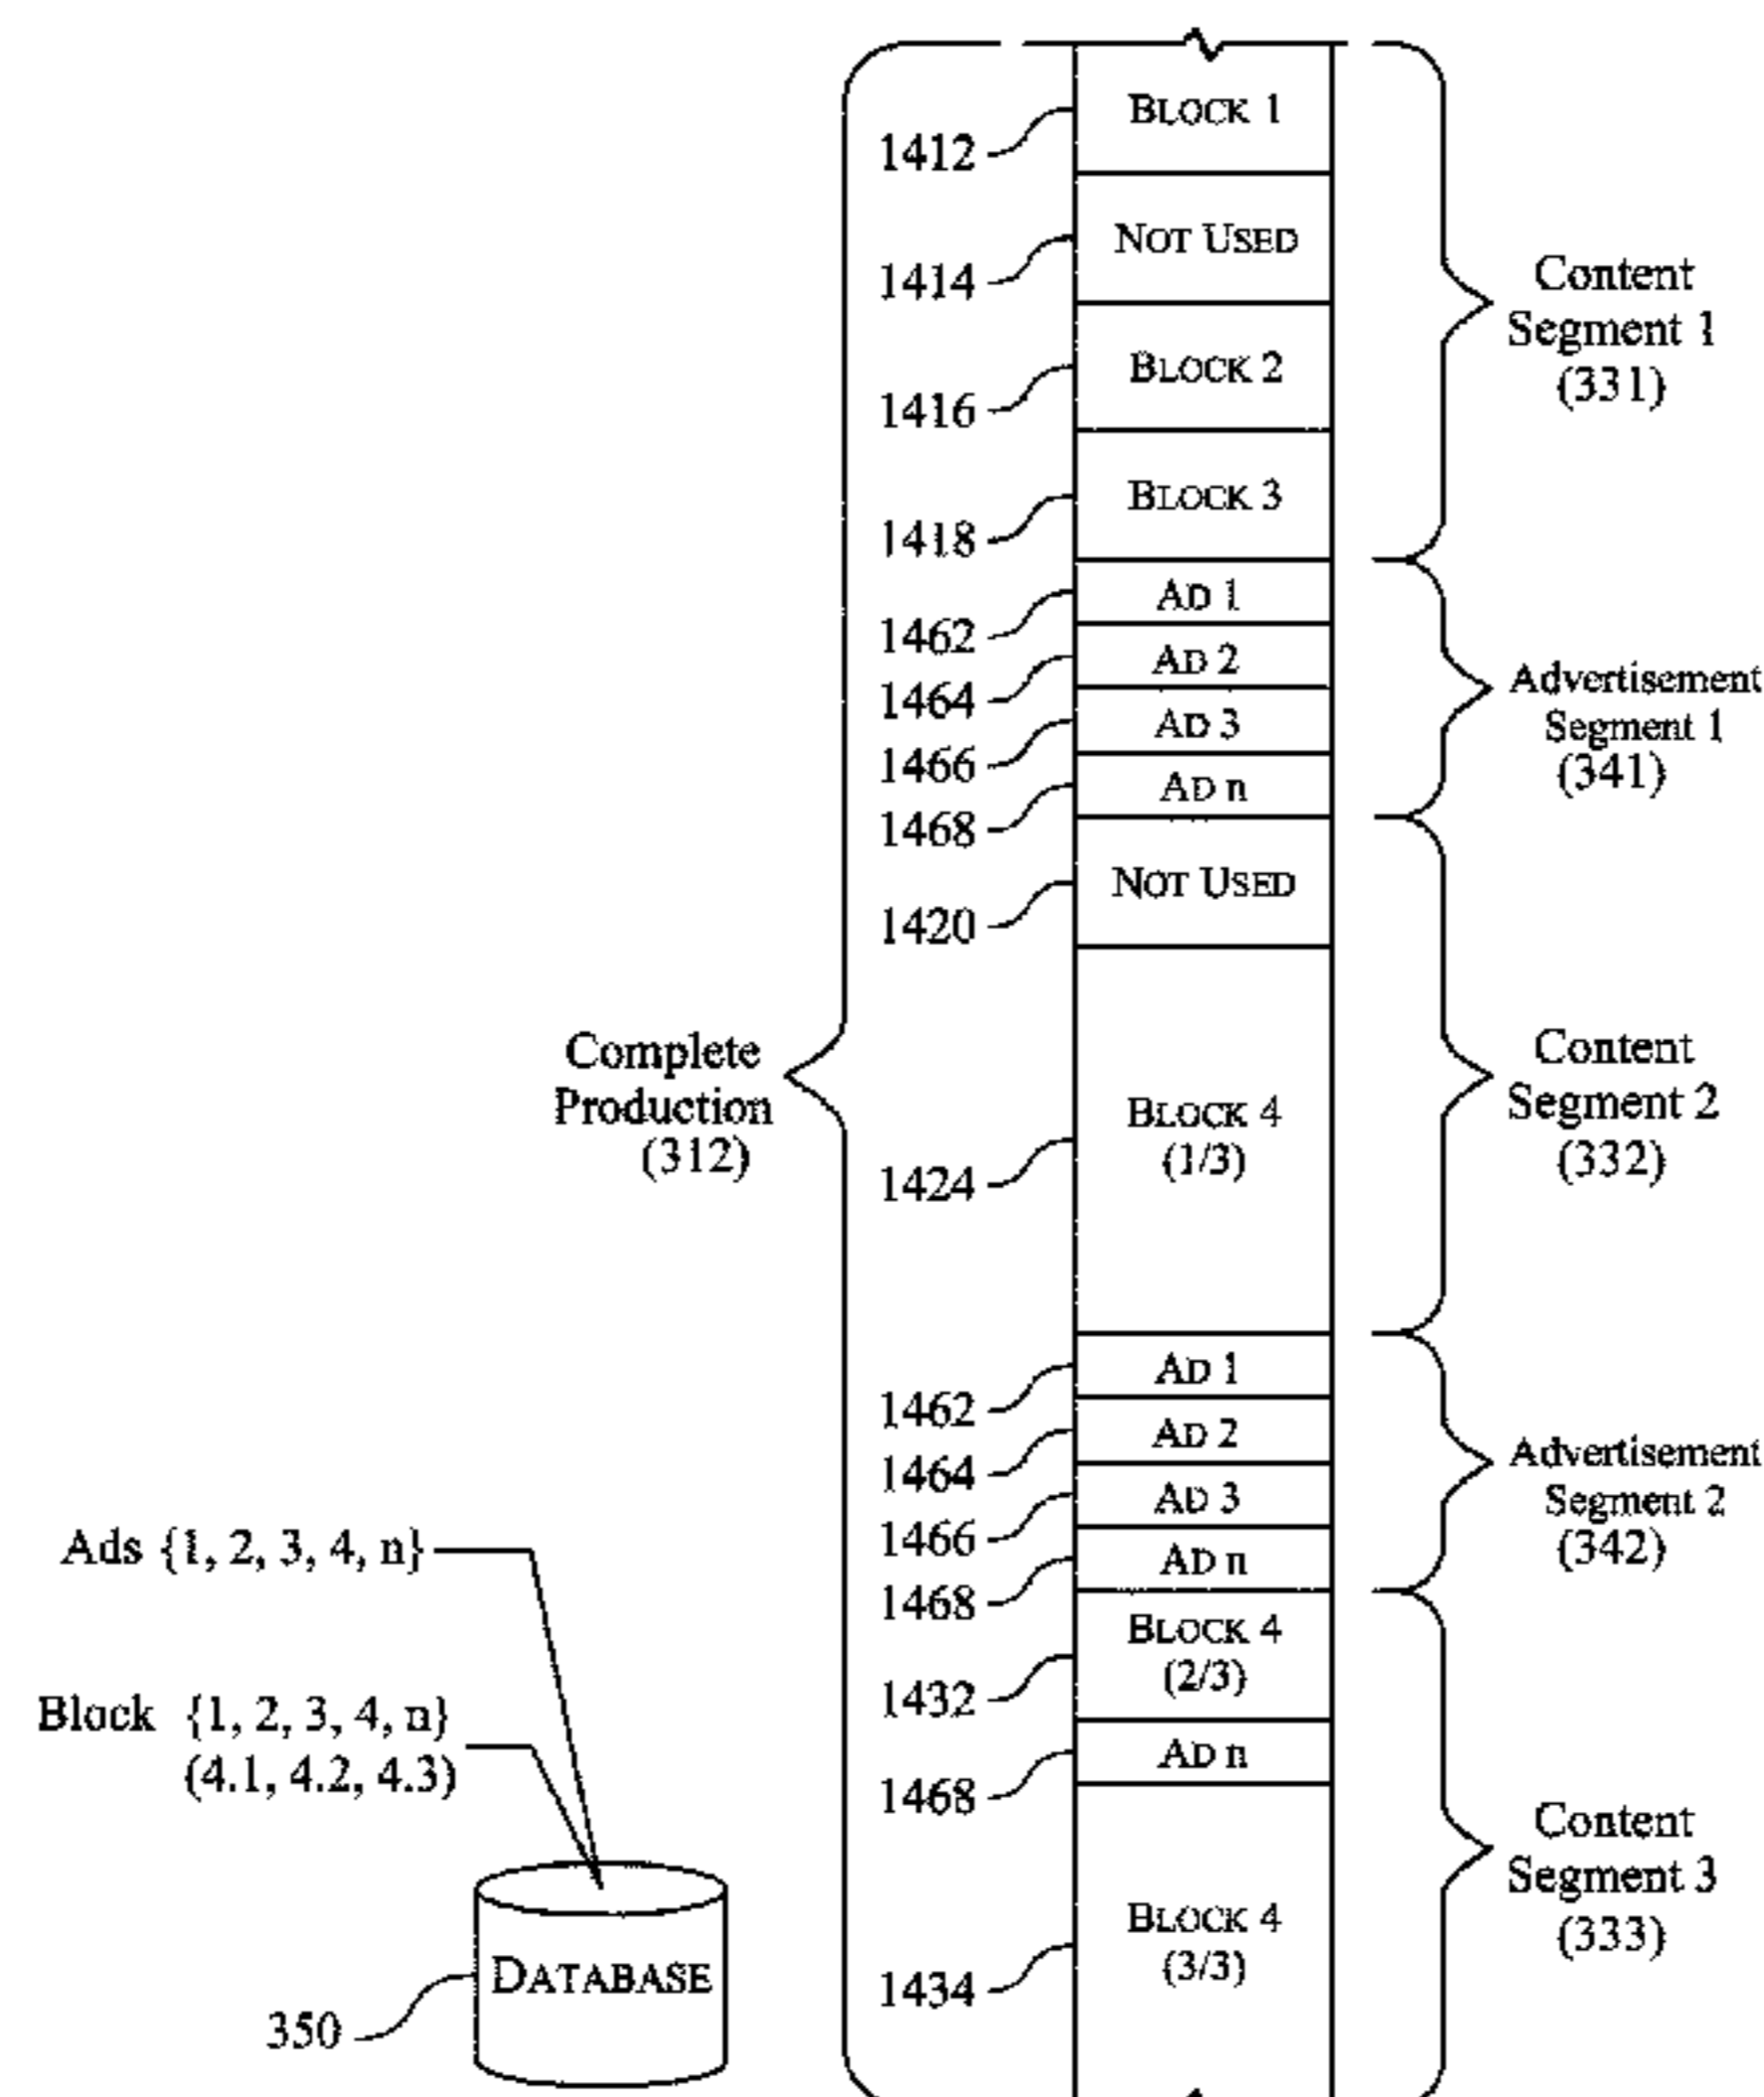 BLOCK 1
1412
NOT USED
1414
Content
Segment 1
(331)
BLOCK 2
1416
BLOCK 3
1418
AD 1
1462
AD 2
1464
AD 3
1466
AD n
1468
Advertisement
Segment 1
(341)
NOT USED
1420
Complete
Production
(312)
BLOCK 4
(1/3)
1424
Content
Segment 2
(332)
AD 1
1462
AD 2
1464
AD 3
1466
AD n
1468
Advertisement
Segment 2
(342)
Ads {1, 2, 3, 4, n}
Block {1, 2, 3, 4, n}
(4.1, 4.2, 4.3)
BLOCK 4
(2/3)
1432
AD n
1468
BLOCK 4
(3/3)
1434
Content
Segment 3
(333)
DATABASE
350